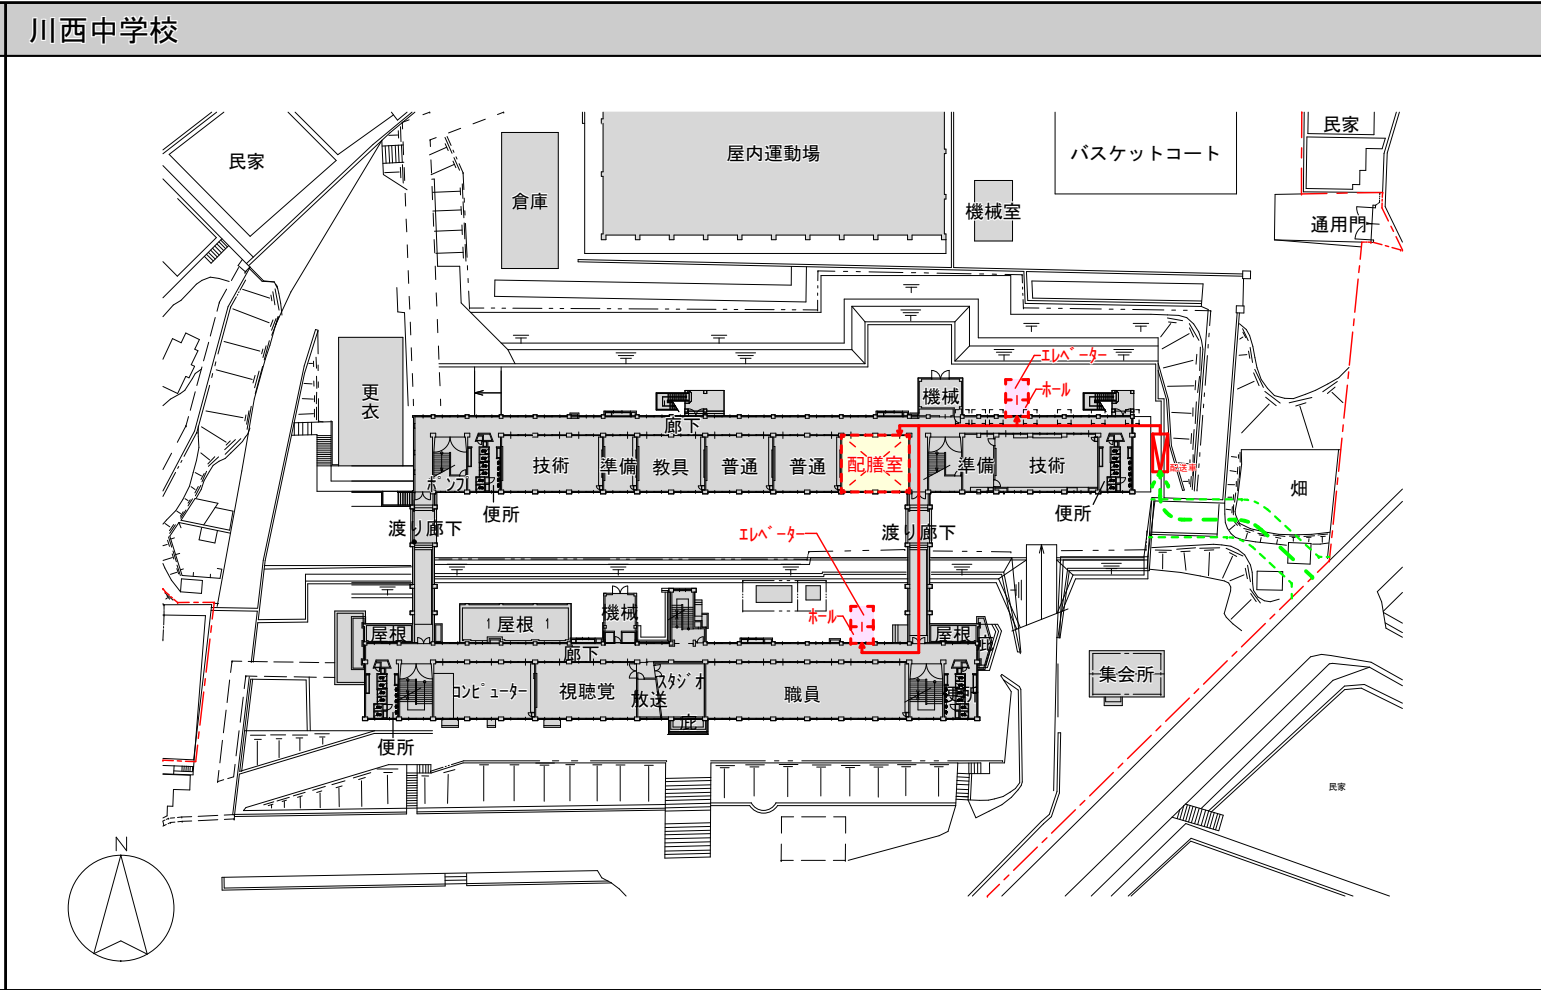 川西中学校
民家
屋内運動場
バスケットコート
民家
倉庫
機械室
通用門
エレベーター
ホール
更衣
機械
廊下
技術
準備
教具
普通
普通
配膳室
準備
技術
配送車
便所
便所
畑
渡り廊下
エレベーター
渡り廊下
機械
ホール
屋根
屋根
屋根
廊下
コンピューター
視聴覚
放送
スタジオ
職員
便所
集会所
庇
便所
民家
N